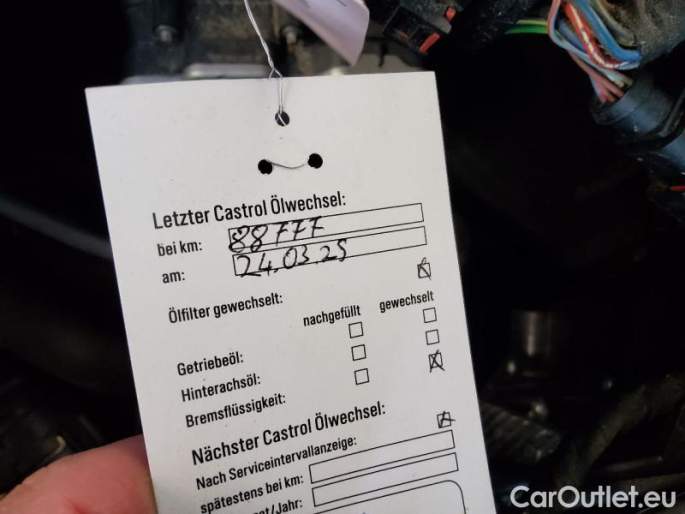 Letzter Castrol Ölwechsel:
bei km: 88777
am: 24.03.25
Ölfilter gewechselt:
nachgefüllt gewechselt
Getriebeöl:
Hinterachsöl:
Bremsflüssigkeit:
Nächster Castrol Ölwechsel:
Nach Serviceintervallanzeige:
spätestens bei km:
t/Jahr:
CarOutlet.eu